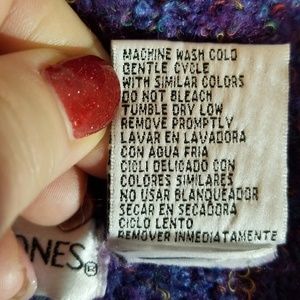 MACHINE WASH COLD
GENTLE CYCLE
WITH SIMILAR COLORS
DO NOT BLEACH
TUMBLE DRY LOW
REMOVE PROMPTLY
LAVAR EN LAVADORA
CON AGUA FRIA
CICLI DELICADO CON
COLORES SIMILARES
NO USAR BLANQUEADOR
SECAR EN SECADORA
CICLO LENTO
REMOVER INMEDIATAMENTE
ONES®